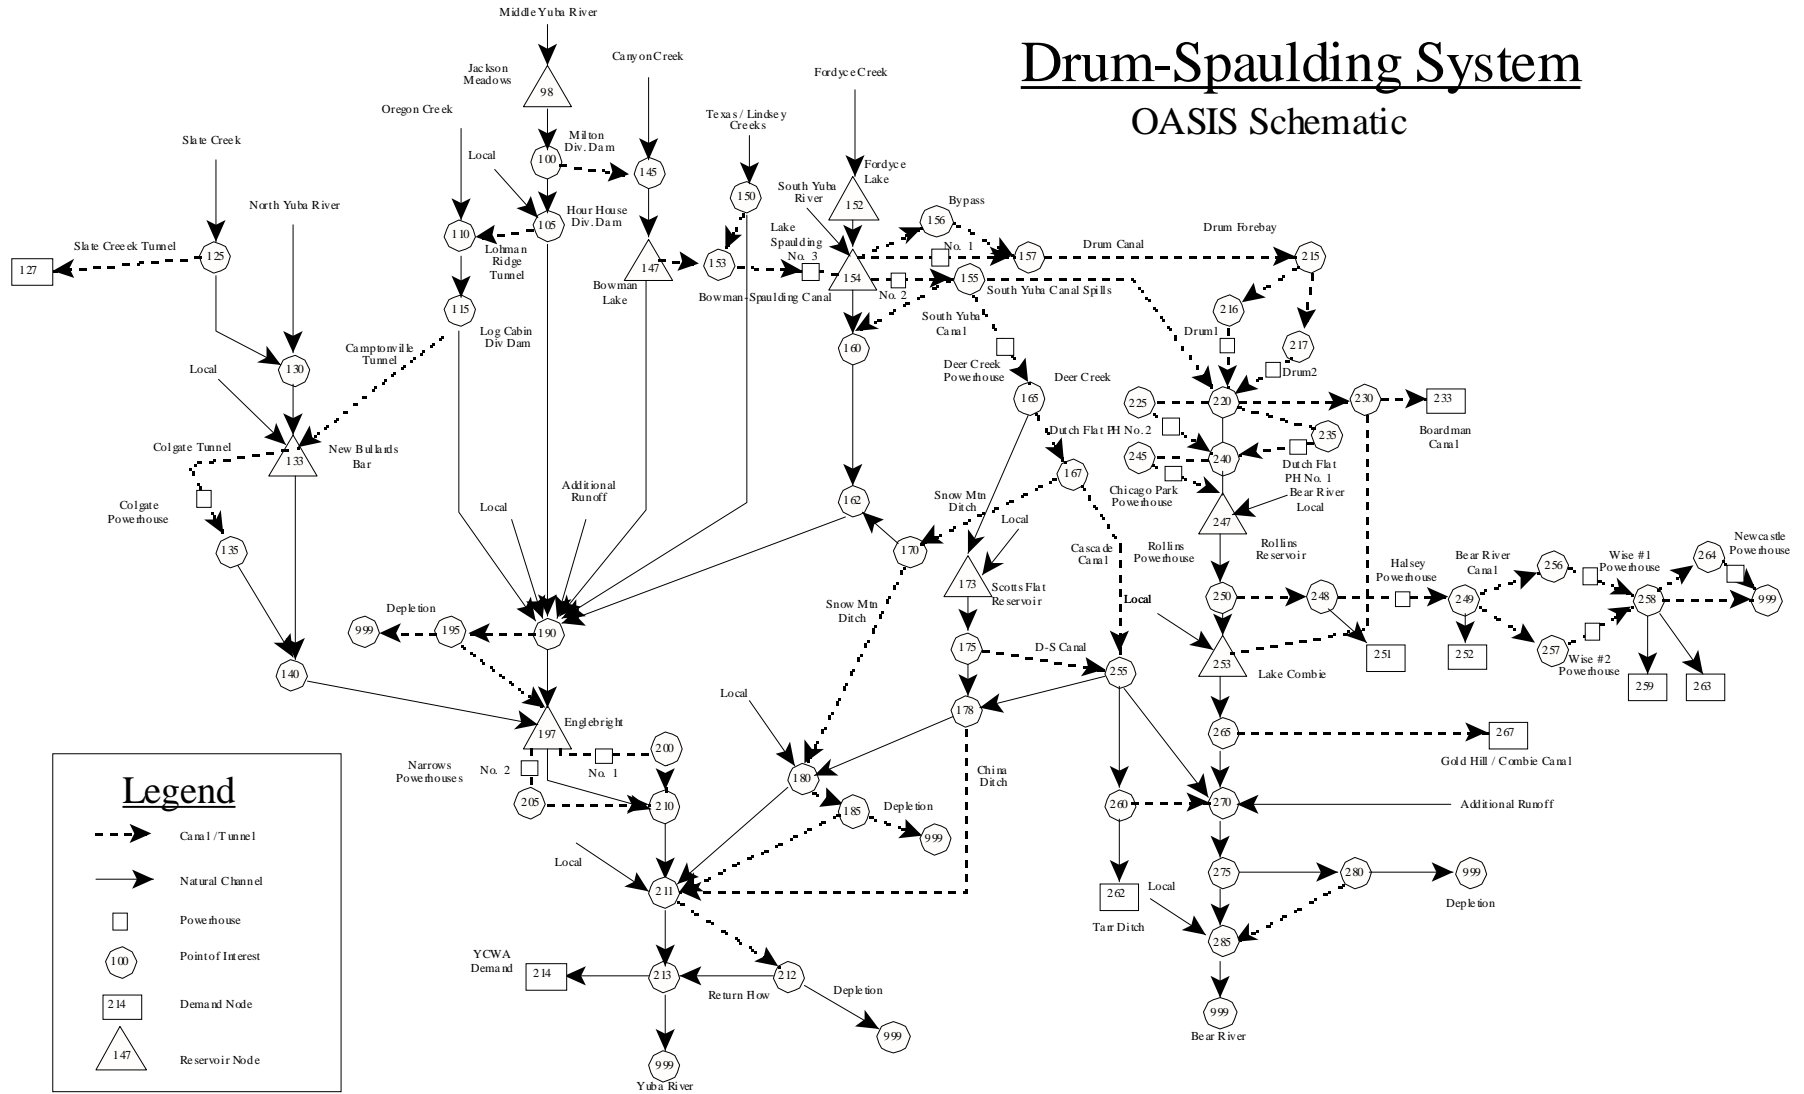 Drum-Spaulding System
OASIS Schematic
Middle Yuba River
Jackson
Meadows
98
Canyon Creek
Fordyce Creek
Oregon Creek
Texas / Lindsey
Creeks
Slate Creek
Local
100
Milton
Div. Dam
145
150
Fordyce
Lake
152
South Yuba
River
156
Bypass
North Yuba River
110
105
Hour House
Div. Dam
Lohman
Ridge
Tunnel
Lake
Spaulding
No. 3
No. 1
157
Drum Canal
Drum Forebay
215
Slate Creek Tunnel
127
125
147
Bowman
Lake
153
Bowman-Spaulding Canal
154
No. 2
155
South Yuba Canal Spills
South Yuba
Canal
216
217
Drum1
Drum2
115
Log Cabin
Div Dam
Camptonville
Tunnel
160
Deer Creek
Powerhouse
Deer Creek
165
130
Local
133
New Bullards
Bar
Colgate Tunnel
Colgate
Powerhouse
135
140
225
220
230
233
Boardman
Canal
Dutch Flat PH No. 2
235
245
240
Dutch Flat
PH No. 1
Chicago Park
Powerhouse
Bear River
Local
247
167
162
Snow Mtn
Ditch
Local
170
Cascade
Canal
Rollins
Powerhouse
Rollins
Reservoir
Local
Additional
Runoff
173
Scotts Flat
Reservoir
Snow Mtn
Ditch
Local
250
248
Halsey
Powerhouse
Bear River
Canal
249
256
Wise #1
Powerhouse
258
264
Newcastle
Powerhouse
999
257
Wise #2
Powerhouse
251
252
259
263
999
Depletion
195
190
175
D-S Canal
255
253
Lake Combie
197
Englebright
Local
178
265
267
Gold Hill / Combie Canal
Narrows
Powerhouses
No. 2
No. 1
200
205
210
180
China
Ditch
185
Depletion
999
260
270
Additional Runoff
Local
211
262
Tarr Ditch
Local
275
280
999
Depletion
285
YCWA
Demand
214
213
212
Return How
Depletion
999
999
Yuba River
999
Bear River
Legend
Canal / Tunnel
Natural Channel
Powerhouse
100
Point of Interest
214
Demand Node
147
Reservoir Node